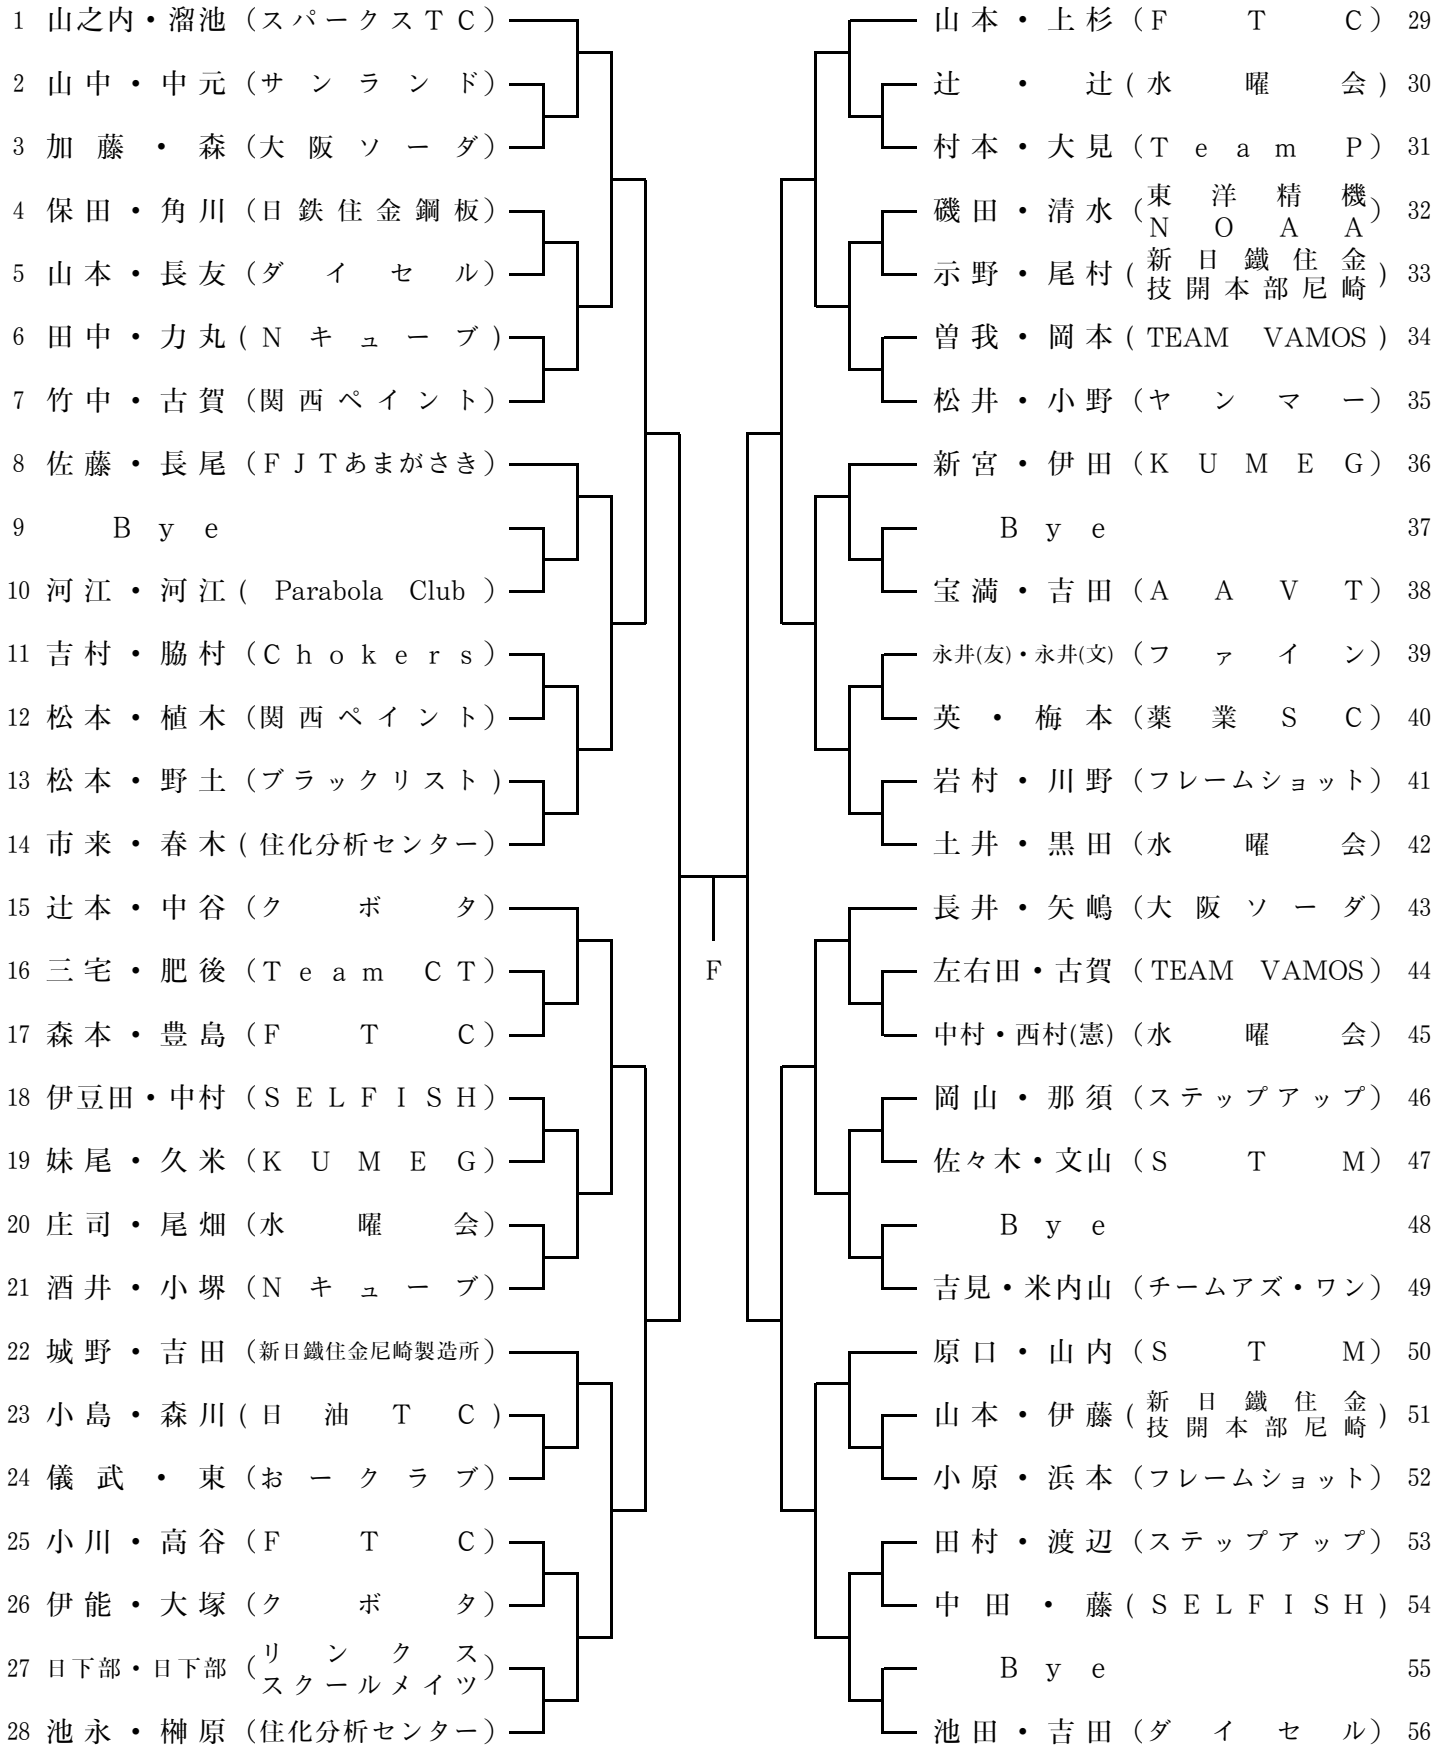 1 山之内・溜池(スパークスTC)
2 山中・中元(サンランド)
3 加藤・森(大阪ソーダ)
4 保田・角川(日鉄住金鋼板)
5 山本・長友(ダイセル)
6 田中・力丸(Nキューブ)
7 竹中・古賀(関西ペイント)
8 佐藤・長尾(FJTあまがさき)
9 Bye
10 河江・河江(Parabola Club)
11 吉村・脇村(Chokers)
12 松本・植木(関西ペイント)
13 松本・野土(ブラックリスト)
14 市来・春木(住化分析センター)
15 辻本・中谷(クボタ)
16 三宅・肥後(Team CT)
17 森本・豊島(FTC)
18 伊豆田・中村(SELFISH)
19 妹尾・久米(KUMEG)
20 庄司・尾畑(水曜会)
21 酒井・小堺(Nキューブ)
22 城野・吉田(新日鐵住金尼崎製造所)
23 小島・森川(日油TC)
24 儀武・東(おークラブ)
25 小川・高谷(FTC)
26 伊能・大塚(クボタ)
27 日下部・日下部(リンクス
スクールメイツ)
28 池永・榊原(住化分析センター)
F
山本・上杉(FTC) 29
辻・辻(水曜会) 30
村本・大見(Team P) 31
磯田・清水(東洋精機
NOAA) 32
示野・尾村(新日鐵住金
技開本部尼崎) 33
曽我・岡本(TEAM VAMOS) 34
松井・小野(ヤンマー) 35
新宮・伊田(KUMEG) 36
Bye 37
宝満・吉田(AAVT) 38
永井(友)・永井(文)(ファイン) 39
英・梅本(薬業SC) 40
岩村・川野(フレームショット) 41
土井・黒田(水曜会) 42
長井・矢嶋(大阪ソーダ) 43
左右田・古賀(TEAM VAMOS) 44
中村・西村(憲)(水曜会) 45
岡山・那須(ステップアップ) 46
佐々木・文山(STM) 47
Bye 48
吉見・米内山(チームアズ・ワン) 49
原口・山内(STM) 50
山本・伊藤(新日鐵住金
技開本部尼崎) 51
小原・浜本(フレームショット) 52
田村・渡辺(ステップアップ) 53
中田・藤(SELFISH) 54
Bye 55
池田・吉田(ダイセル) 56